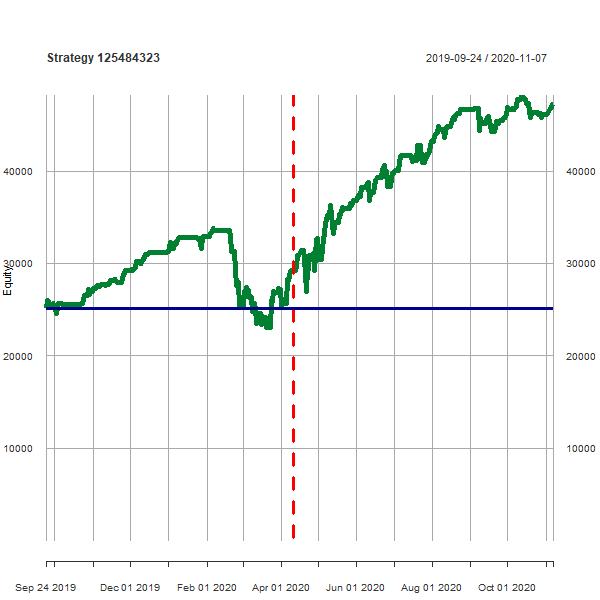 Strategy 125484323
2019-09-24 / 2020-11-07
40000
40000
30000
30000
Equity
20000
20000
10000
10000
Sep 24 2019
Dec 01 2019
Feb 01 2020
Apr 01 2020
Jun 01 2020
Aug 01 2020
Oct 01 2020